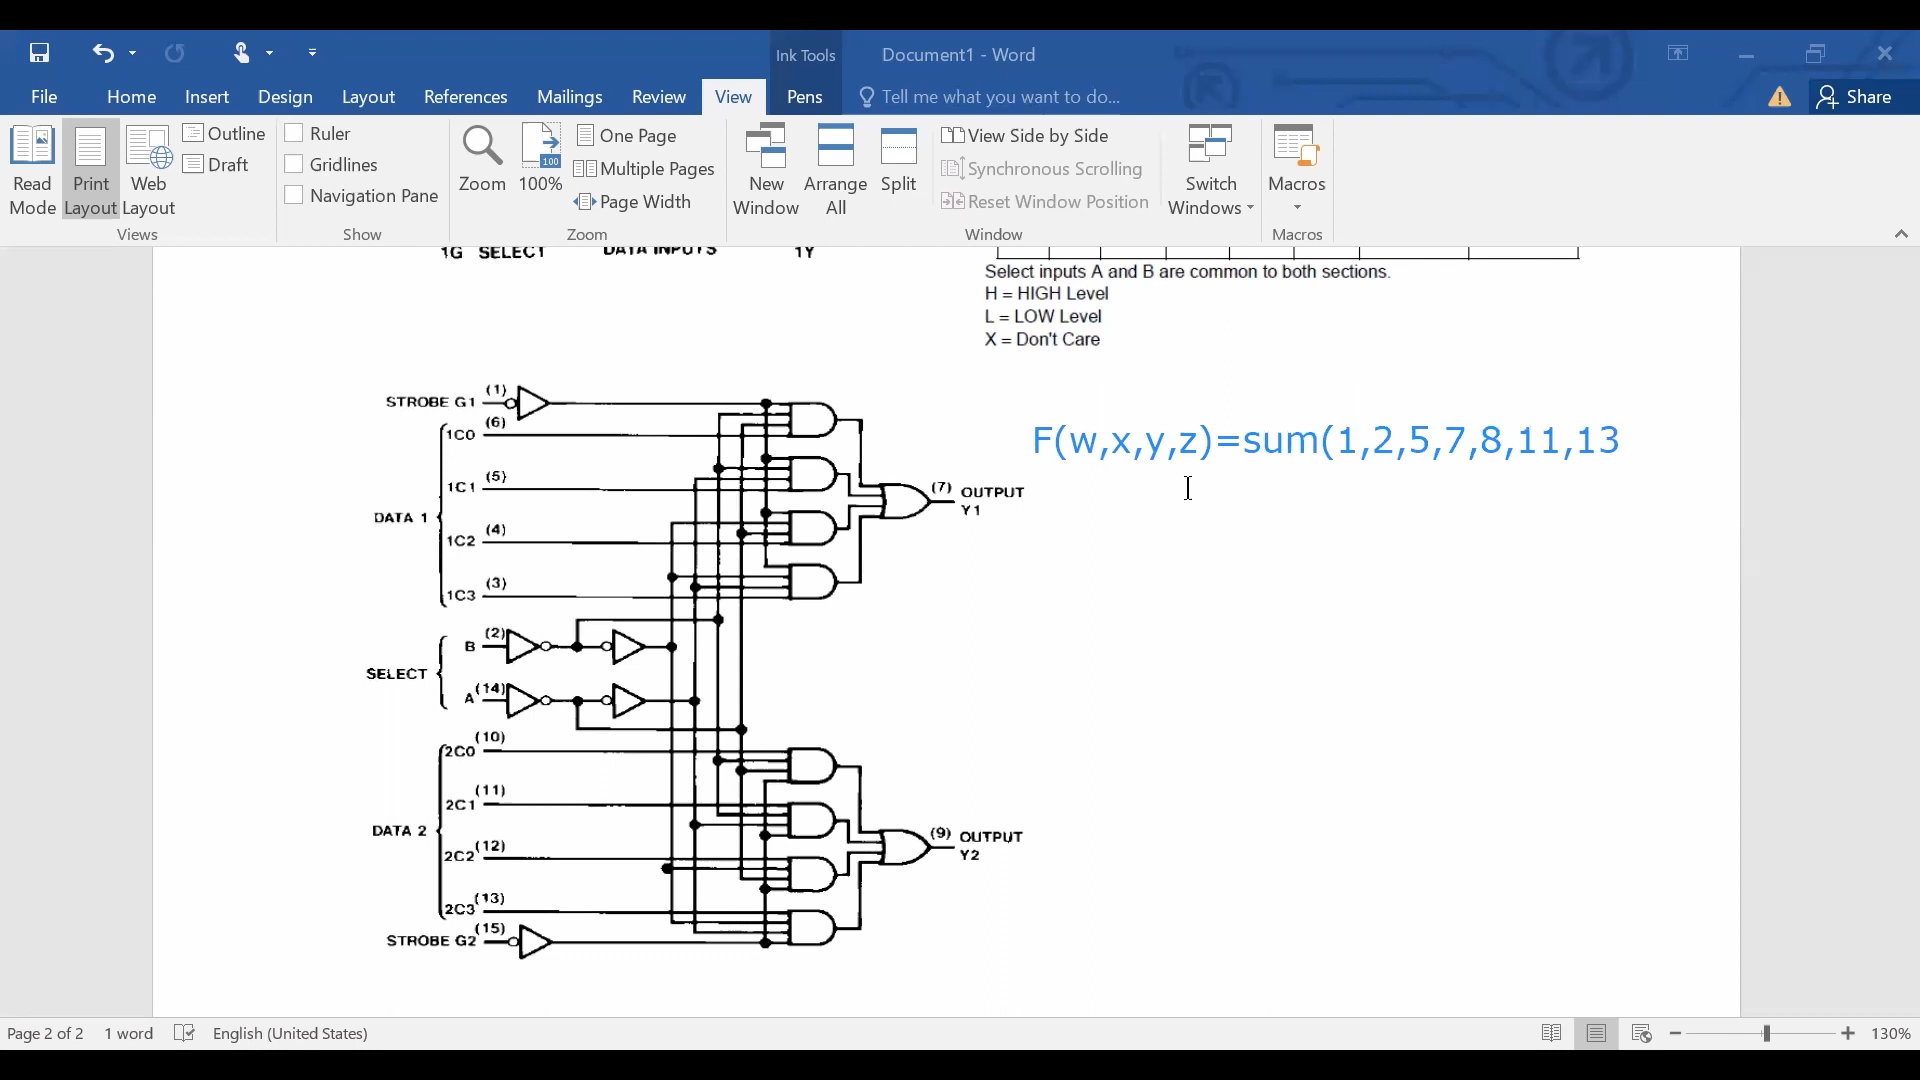 Ink Tools
Document1 - Word
File Home Insert Design Layout References Mailings Review View Pens Tell me what you want to do... Share
Read Mode
Print Layout
Web Layout
Outline
Draft
Views
Ruler
Gridlines
Navigation Pane
Show
Zoom
100
100%
One Page
Multiple Pages
Page Width
Zoom
New Window
Arrange All
Split
View Side by Side
Synchronous Scrolling
Reset Window Position
Window
Switch Windows
Macros
Macros
1G SELECT DATA INPUTS 1Y
Select inputs A and B are common to both sections.
H = HIGH Level
L = LOW Level
X = Don't Care
F(w,x,y,z)=sum(1,2,5,7,8,11,13
STROBE G1 (1)
(6)
1C0
(5)
1C1
DATA 1
(4)
1C2
(3)
1C3
(7) OUTPUT
Y1
SELECT
B (2)
A (14)
(10)
2C0
(11)
2C1
DATA 2
(12)
2C2
(13)
2C3
(15)
STROBE G2
(9) OUTPUT
Y2
Page 2 of 2 1 word English (United States) 130%